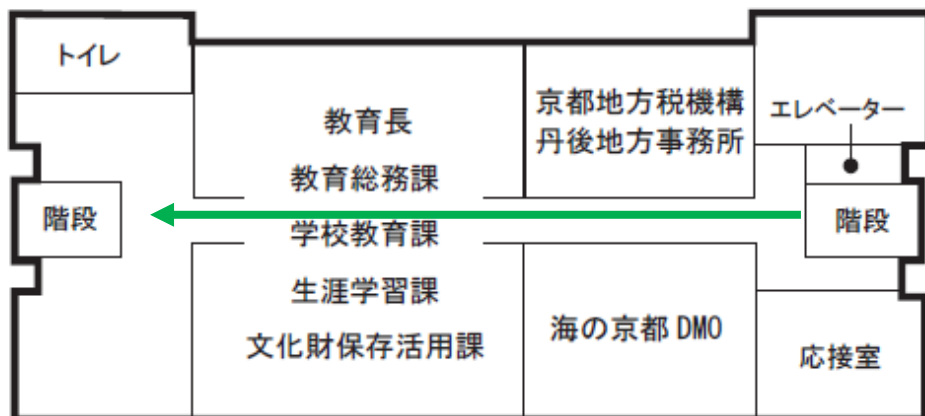 トイレ
教育長
教育総務課
学校教育課
生涯学習課
文化財保存活用課
京都地方税機構
丹後地方事務所
エレベーター
階段
階段
海の京都 DMO
応接室